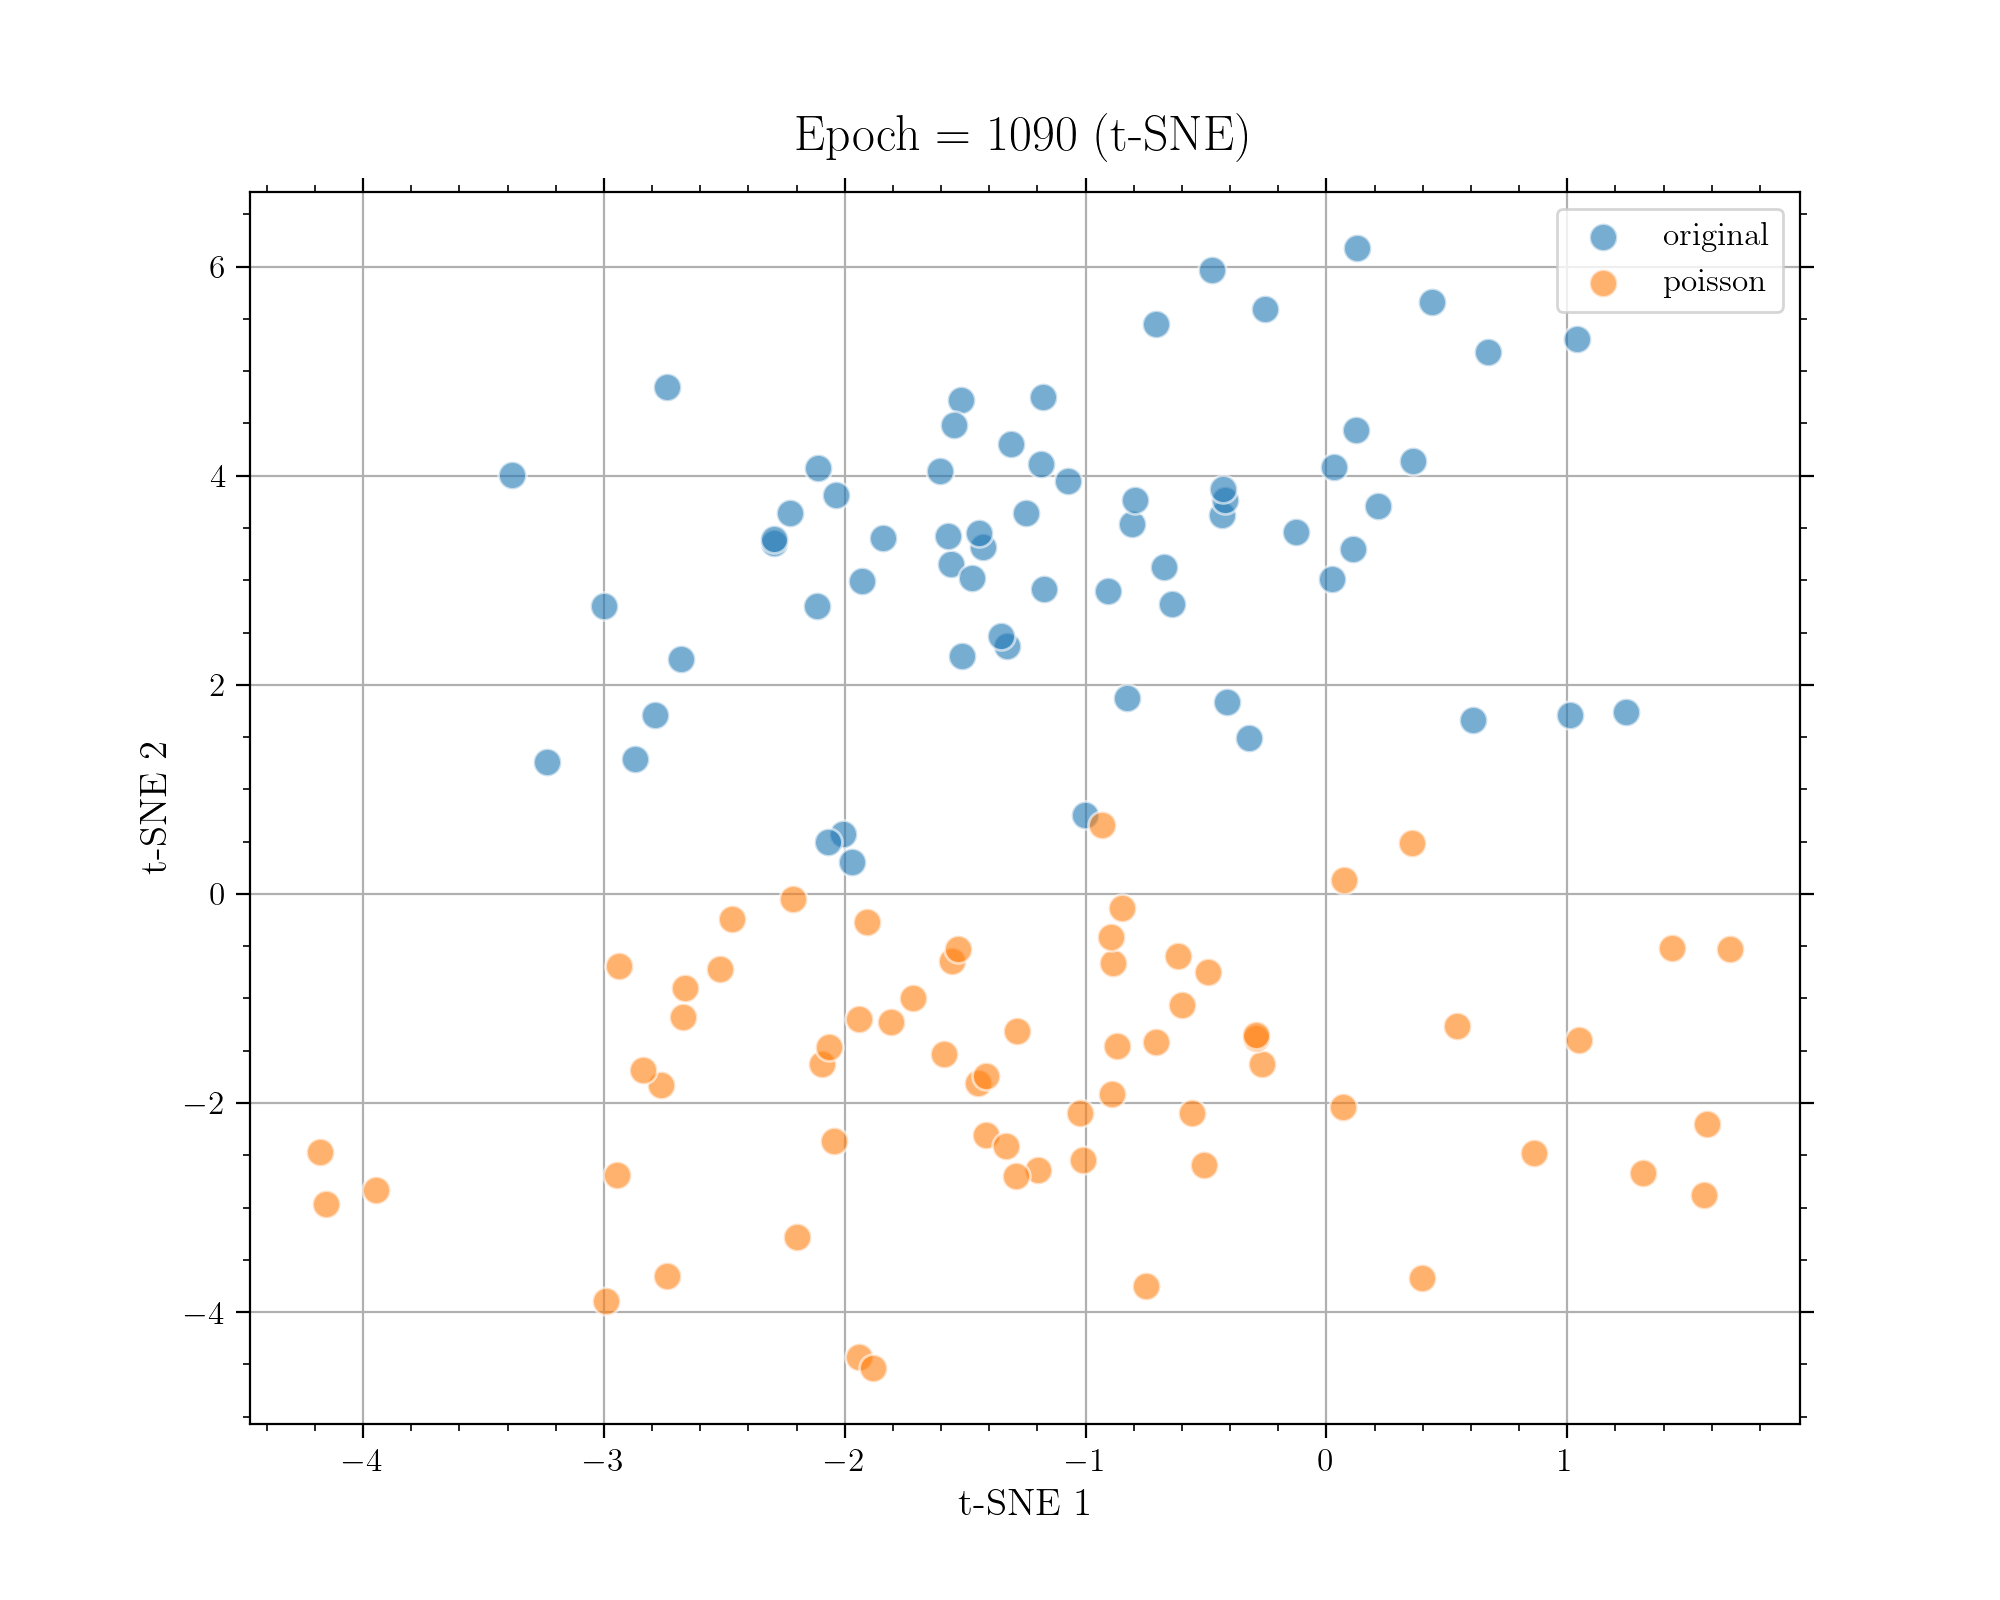 Epoch = 1090 (t-SNE)
original
poisson
6
4
2
0
−2
−4
t-SNE 2
−4 −3 −2 −1 0 1
t-SNE 1